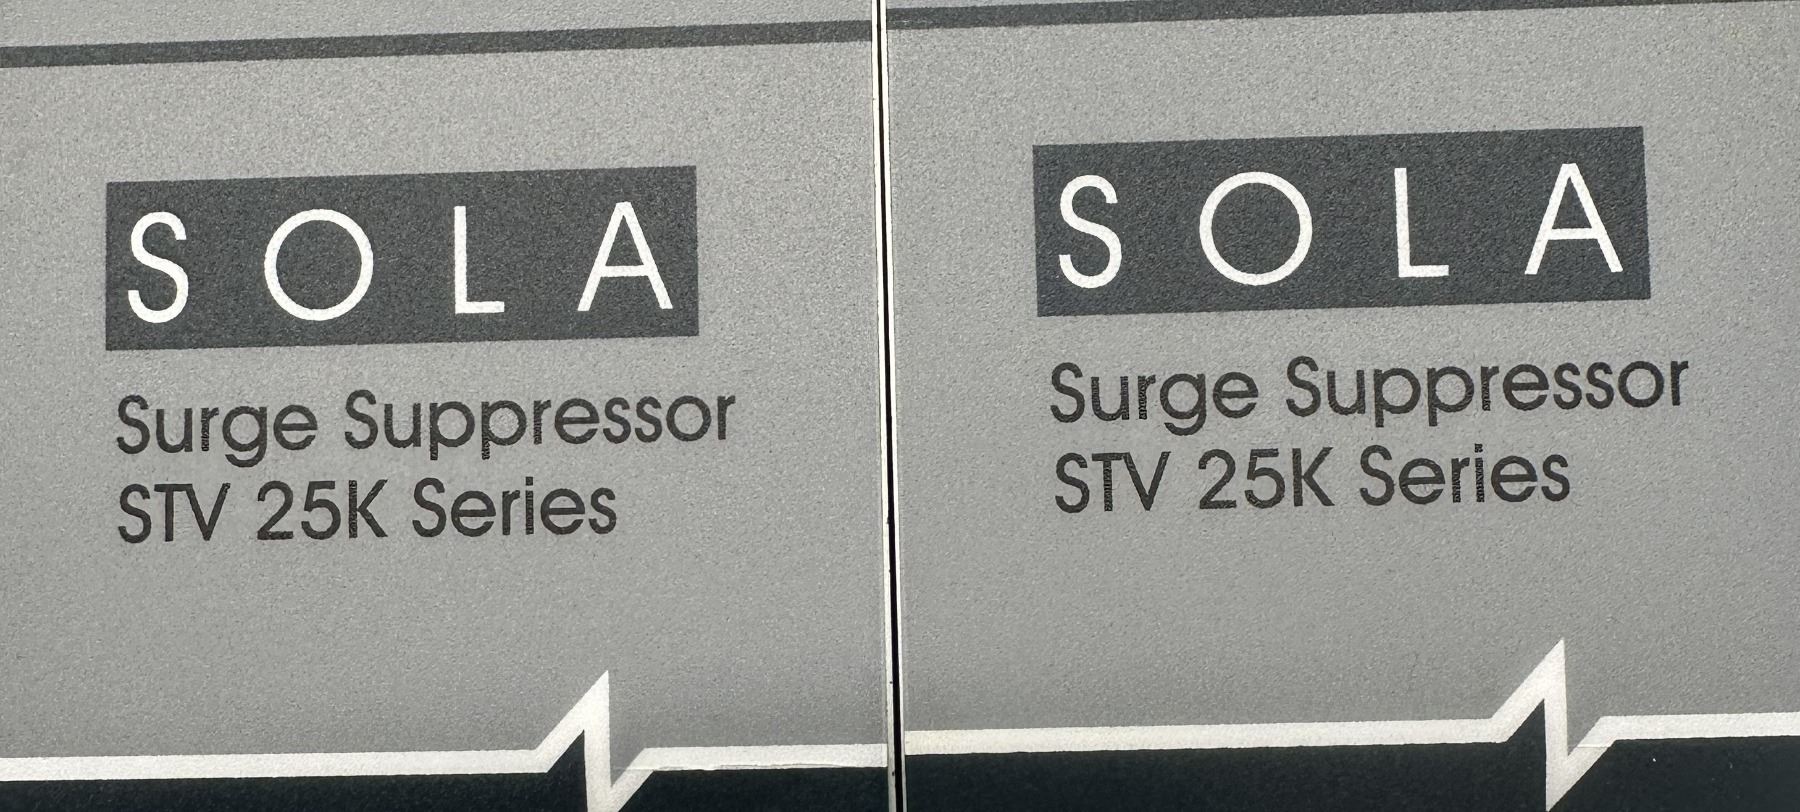 SOLA
Surge Suppressor
STV 25K Series
SOLA
Surge Suppressor
STV 25K Series